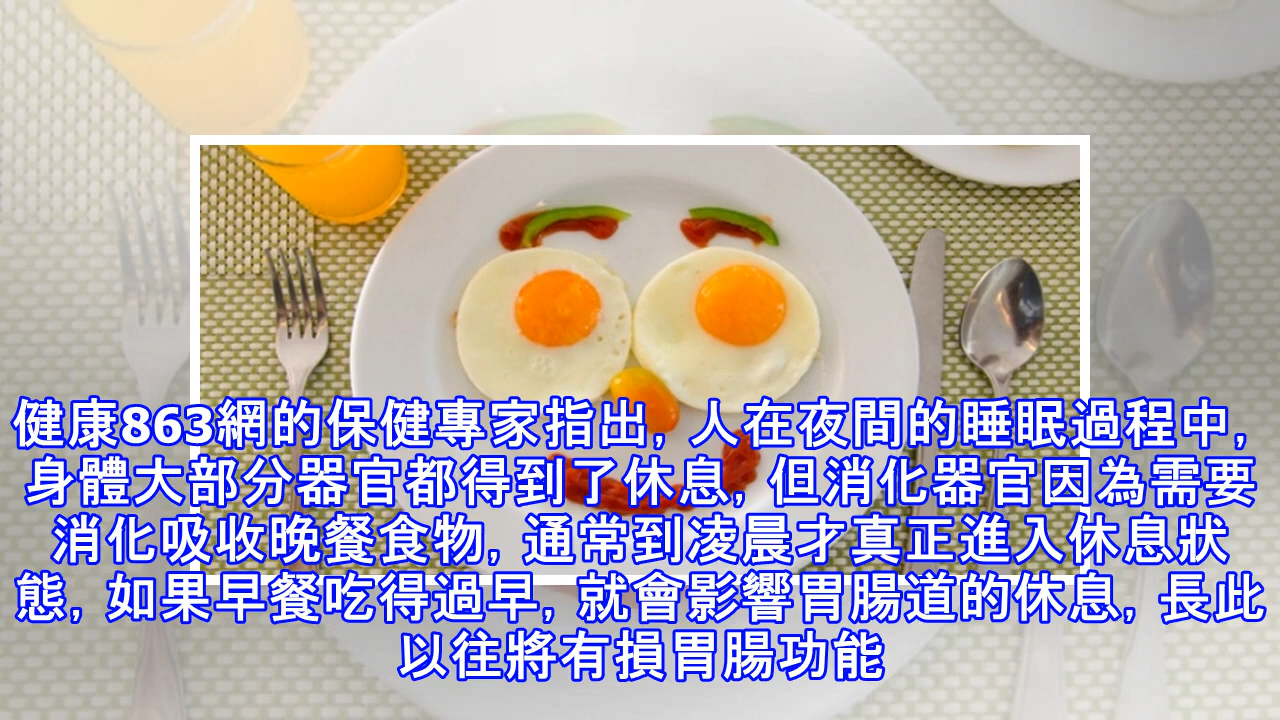 健康863網的保健專家指出, 人在夜間的睡眠過程中,
身體大部分器官都得到了休息, 但消化器官因為需要
消化吸收晚餐食物, 通常到凌晨才真正進入休息狀
態, 如果早餐吃得過早, 就會影響胃腸道的休息, 長此
以往將有損胃腸功能